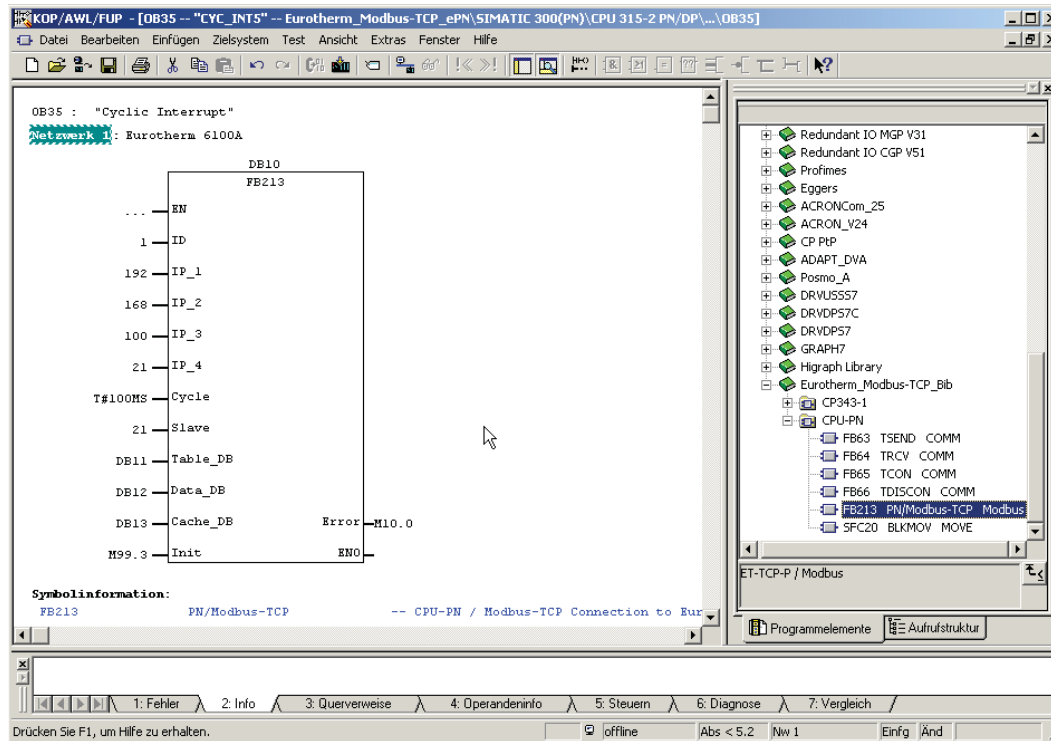 KOP/AWL/FUP - [OB35 -- "CYC_INT5" -- Eurotherm_Modbus-TCP_ePN\SIMATIC 300(PN)\CPU 315-2 PN/DP\...\OB35]
Datei Bearbeiten Einfügen Zielsystem Test Ansicht Extras Fenster Hilfe
OB35 : "Cyclic Interrupt"
Netzwerk 1: Eurotherm 6100A
DB10
FB213
... EN
1 ID
192 IP_1
168 IP_2
100 IP_3
21 IP_4
T#100MS Cycle
21 Slave
DB11 Table_DB
DB12 Data_DB
DB13 Cache_DB Error M10.0
M99.3 Init ENO
Symbolinformation:
FB213 PN/Modbus-TCP -- CPU-PN / Modbus-TCP Connection to Eur
Redundant IO MGP V31
Redundant IO CGP V51
Profimes
Eggers
ACRONCom_25
ACRON_V24
CP PtP
ADAPT_DVA
Posmo_A
DRVUSSS7
DRVDPS7C
DRVDPS7
GRAPH7
Higraph Library
Eurotherm_Modbus-TCP_Bib
CP343-1
CPU-PN
FB63 TSEND COMM
FB64 TRCV COMM
FB65 TCON COMM
FB66 TDISCON COMM
FB213 PN/Modbus-TCP Modbus
SFC20 BLKMOV MOVE
ET-TCP-P / Modbus
Programmelemente Aufrufstruktur
1: Fehler 2: Info 3: Querverweise 4: Operandeninfo 5: Steuern 6: Diagnose 7: Vergleich
Drücken Sie F1, um Hilfe zu erhalten. offline Abs < 5.2 Nw 1 Einfg Änd